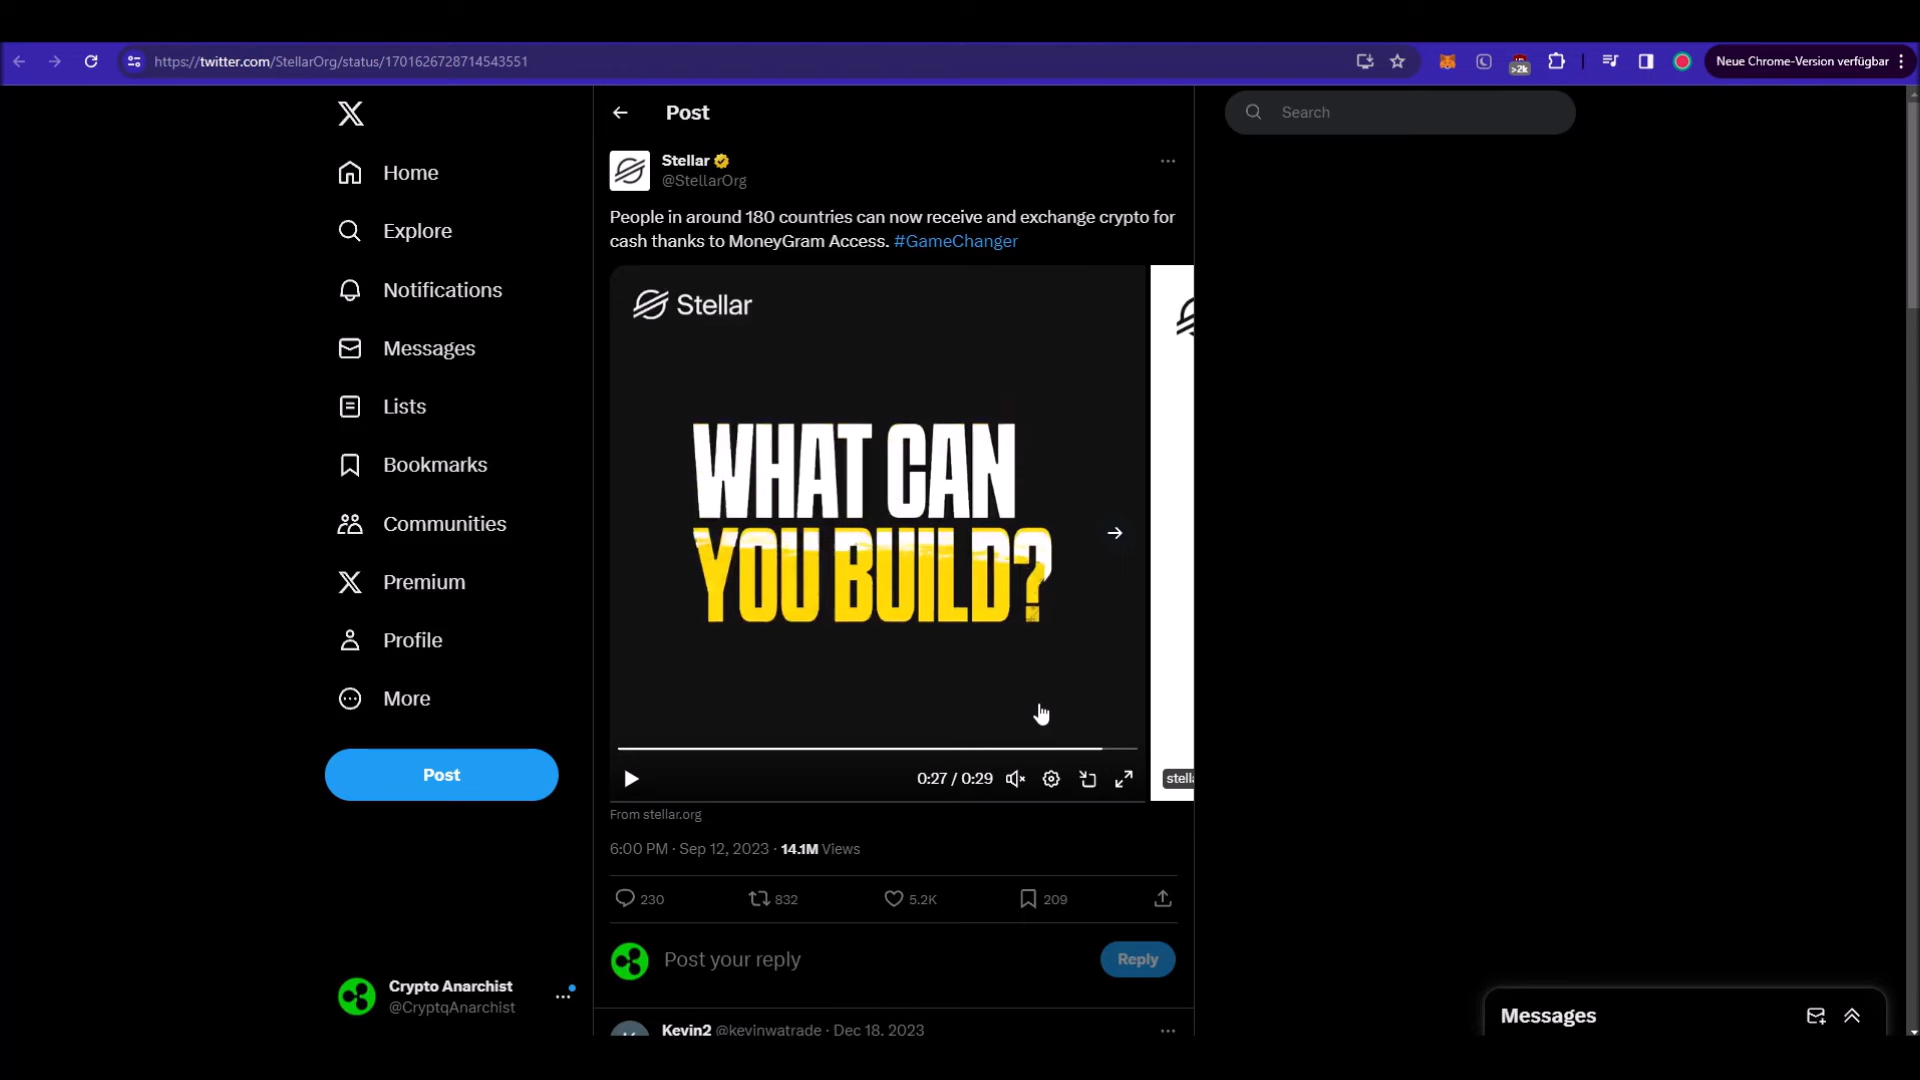 https://twitter.com/StellarOrg/status/1701626728714543551
>2k
Neue Chrome-Version verfügbar
Home
Explore
Notifications
Messages
Lists
Bookmarks
Communities
Premium
Profile
More
Post
Crypto Anarchist
@CryptqAnarchist
Post
Stellar
@StellarOrg
People in around 180 countries can now receive and exchange crypto for
cash thanks to MoneyGram Access. #GameChanger
Stellar
WHAT CAN
YOU BUILD?
0:27 / 0:29
stella
From stellar.org
6:00 PM · Sep 12, 2023 · 14.1M Views
230
832
5.2K
209
Post your reply
Reply
Kevin2 @kevinwatrade · Dec 18, 2023
Search
Messages